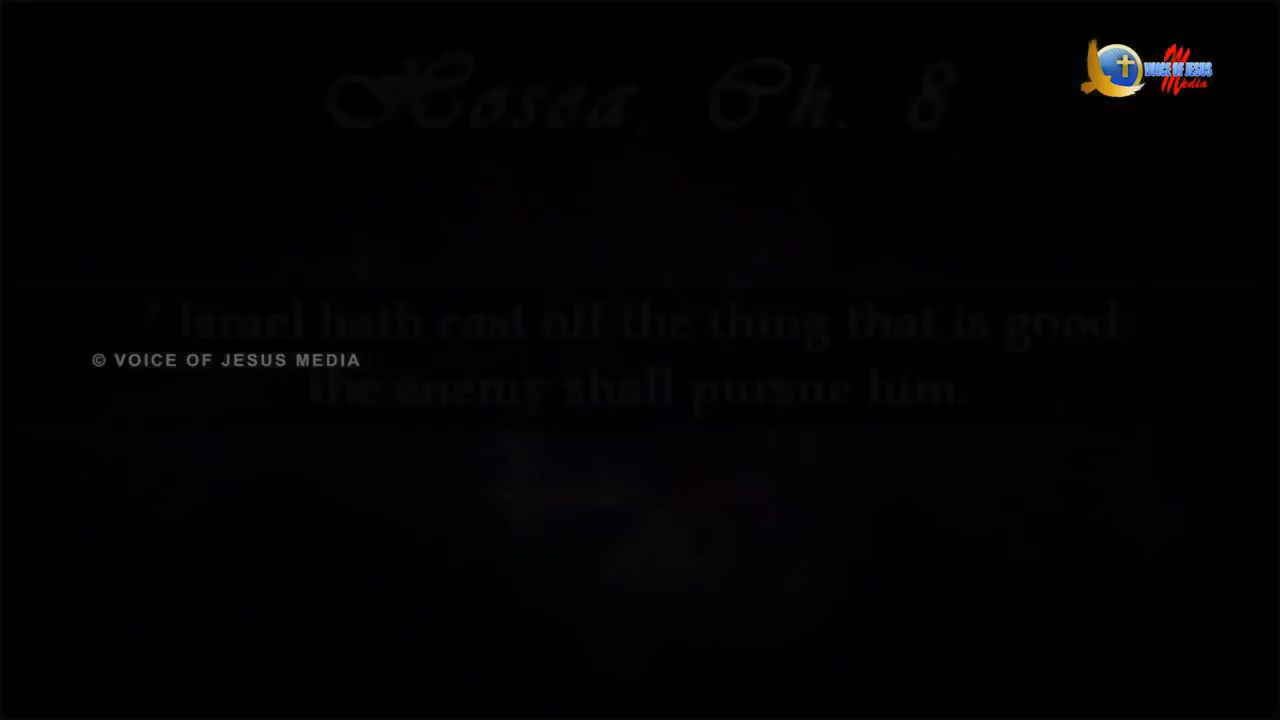 Hosea, Ch. 8
VOICE OF JESUS
Media
Israel hath cast off the thing that is good:
© VOICE OF JESUS MEDIA
the enemy shall pursue him.